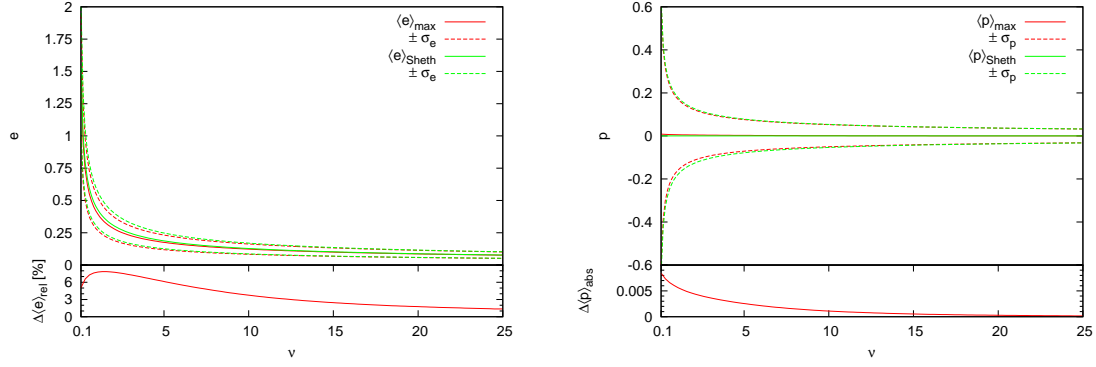 2
1.75
1.5
1.25
1
0.75
0.5
0.25
0
e
⟨e⟩max
± σe
⟨e⟩Sheth
± σe
6
3
0
Δ⟨e⟩rel [%]
0.1 5 10 15 20 25
ν
0.6
0.4
0.2
0
-0.2
-0.4
-0.6
p
⟨p⟩max
± σp
⟨p⟩Sheth
± σp
0.005
0
Δ⟨p⟩abs
0.1 5 10 15 20 25
ν